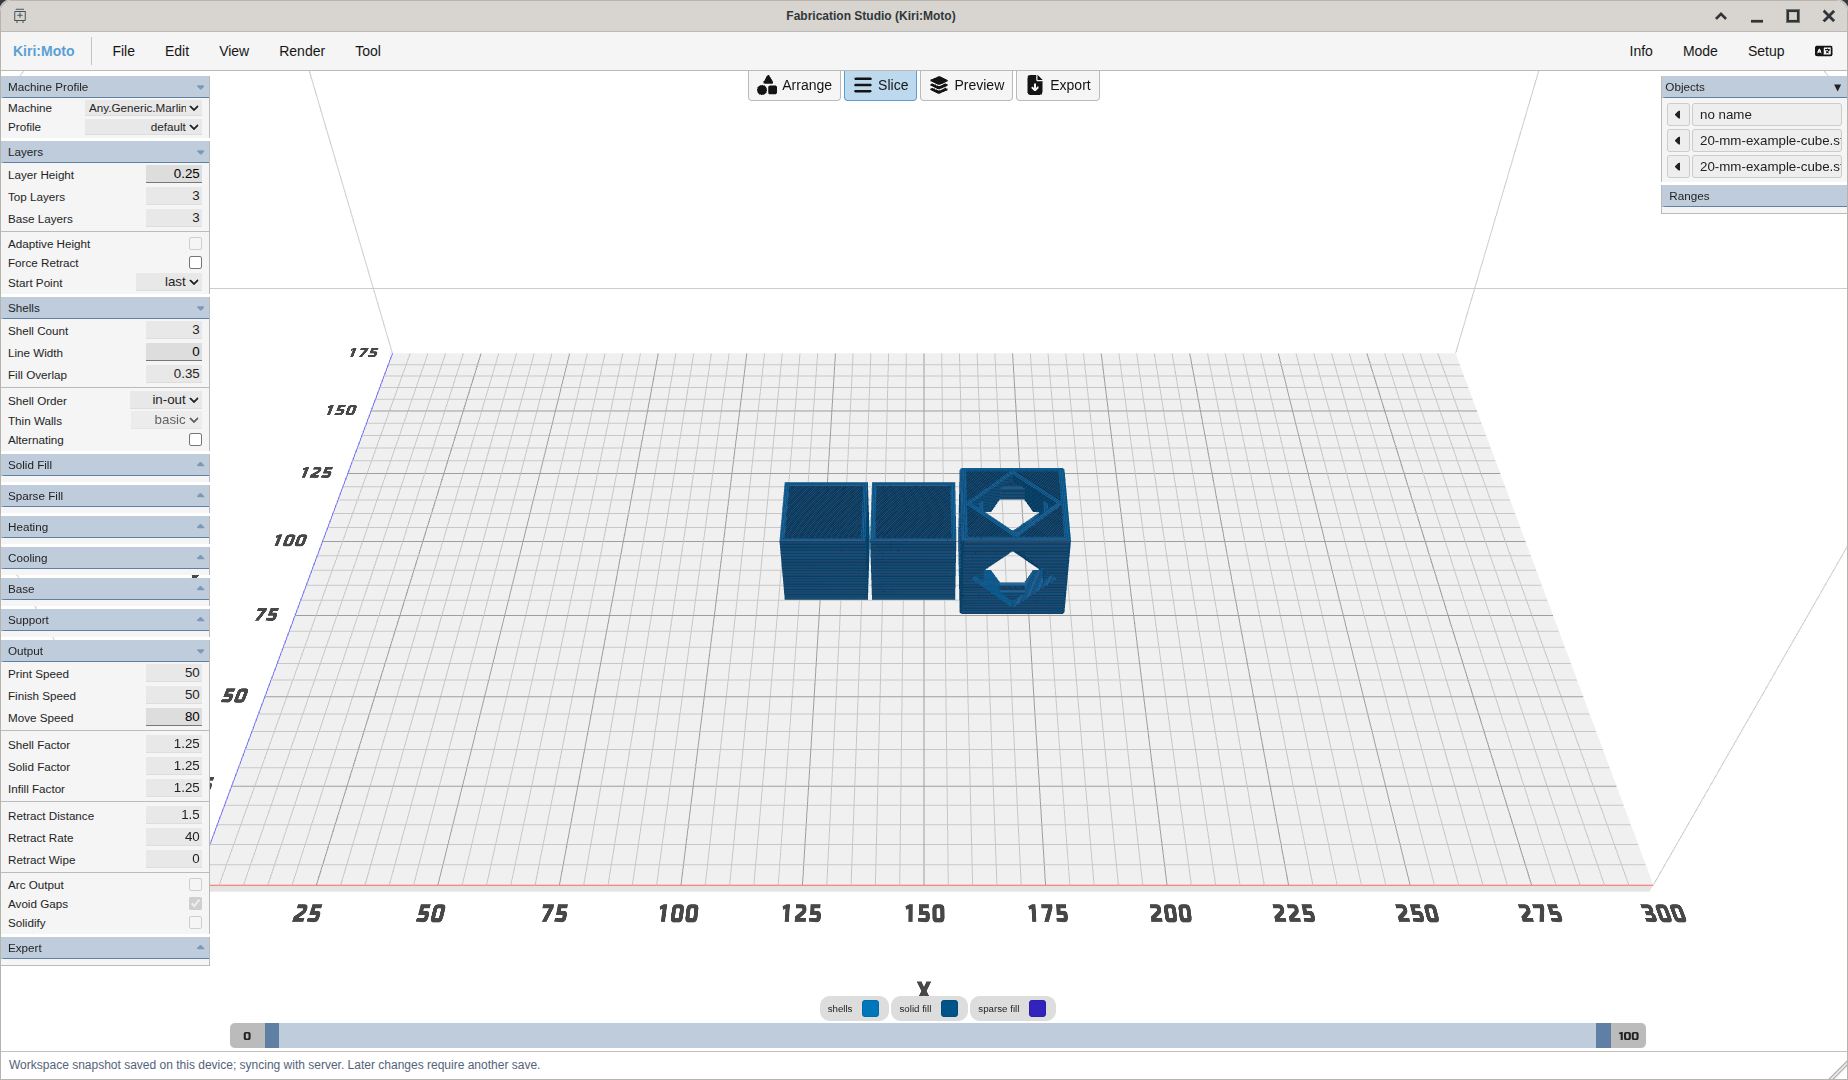 Fabrication Studio (Kiri:Moto)
Kiri:Moto File Edit View Render Tool Info Mode Setup
Arrange Slice Preview Export
Machine Profile
Machine Any.Generic.Marlin
Profile default
Layers
Layer Height 0.25
Top Layers 3
Base Layers 3
Adaptive Height
Force Retract
Start Point last
Shells
Shell Count 3
Line Width 0
Fill Overlap 0.35
Shell Order in-out
Thin Walls basic
Alternating
Solid Fill
Sparse Fill
Heating
Cooling
Base
Support
Output
Print Speed 50
Finish Speed 50
Move Speed 80
Shell Factor 1.25
Solid Factor 1.25
Infill Factor 1.25
Retract Distance 1.5
Retract Rate 40
Retract Wipe 0
Arc Output
Avoid Gaps
Solidify
Expert
Objects
no name
20-mm-example-cube.s
20-mm-example-cube.s
Ranges
175
150
125
100
75
50
25 50 75 100 125 150 175 200 225 250 275 300
X
shells solid fill sparse fill
0 100
Workspace snapshot saved on this device; syncing with server. Later changes require another save.